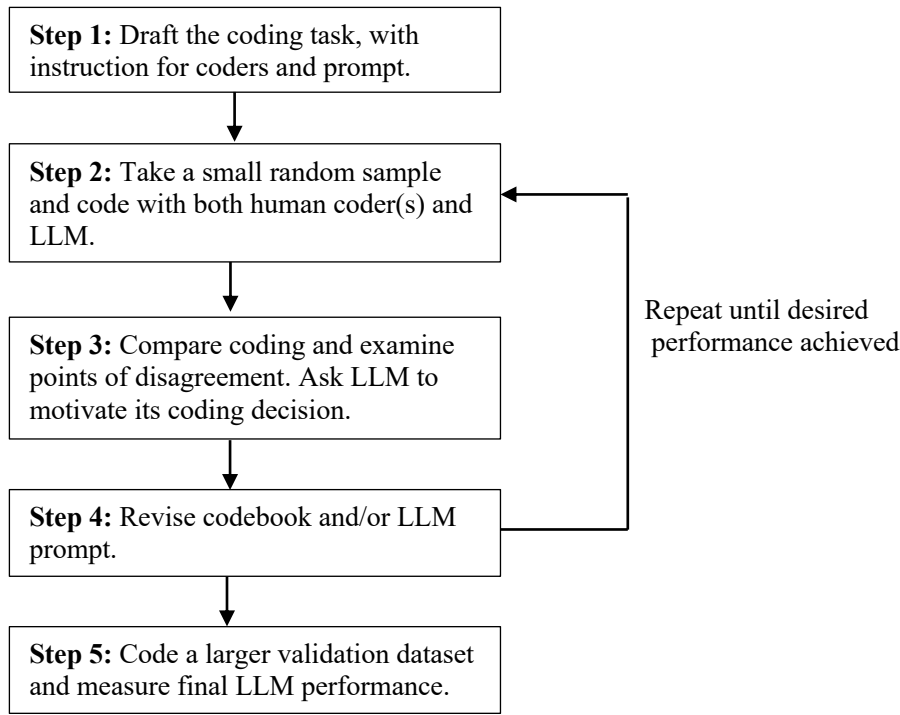 Step 1: Draft the coding task, with
instruction for coders and prompt.
Step 2: Take a small random sample
and code with both human coder(s) and
LLM.
Step 3: Compare coding and examine
points of disagreement. Ask LLM to
motivate its coding decision.
Step 4: Revise codebook and/or LLM
prompt.
Step 5: Code a larger validation dataset
and measure final LLM performance.
Repeat until desired
performance achieved